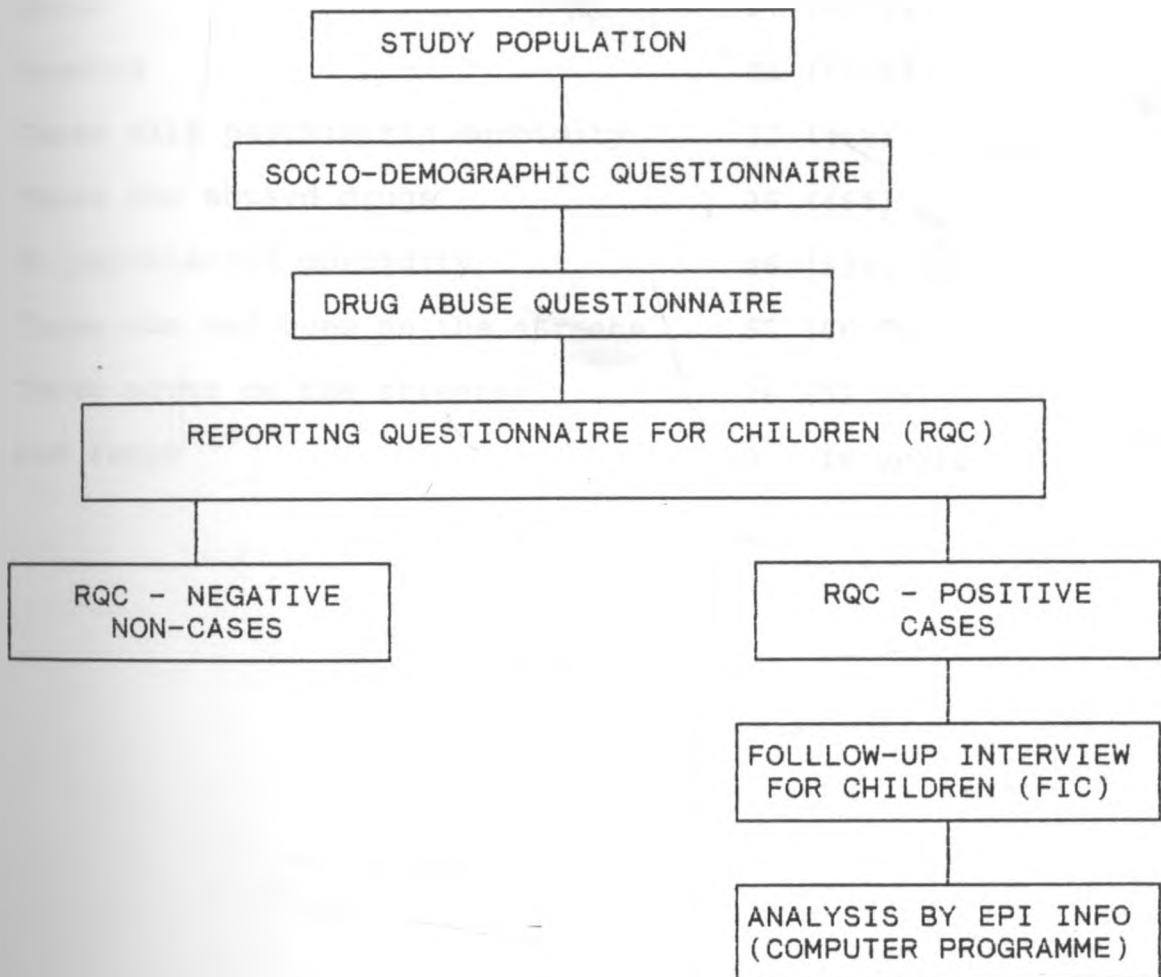 STUDY POPULATION
SOCIO-DEMOGRAPHIC QUESTIONNAIRE
DRUG ABUSE QUESTIONNAIRE
REPORTING QUESTIONNAIRE FOR CHILDREN (RQC)
RQC - NEGATIVE
NON-CASES
RQC - POSITIVE
CASES
FOLLLOW-UP INTERVIEW
FOR CHILDREN (FIC)
ANALYSIS BY EPI INFO
(COMPUTER PROGRAMME)